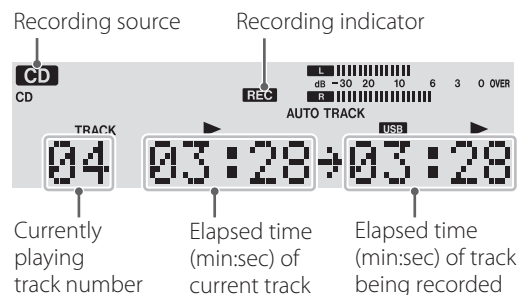 Recording source
Recording indicator
CD
CD
REC
L
dB -30 20 10 6 3 0 OVER
R
AUTO TRACK
TRACK
USB
04 03:28 → 03:28
Currently
playing
track number
Elapsed time
(min:sec) of
current track
Elapsed time
(min:sec) of track
being recorded